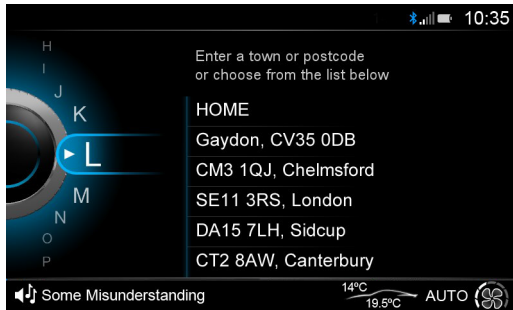 10:35
H
I
J
K
L
M
N
O
P
Enter a town or postcode
or choose from the list below
HOME
Gaydon, CV35 0DB
CM3 1QJ, Chelmsford
SE11 3RS, London
DA15 7LH, Sidcup
CT2 8AW, Canterbury
Some Misunderstanding
14ºC
19.5ºC
AUTO